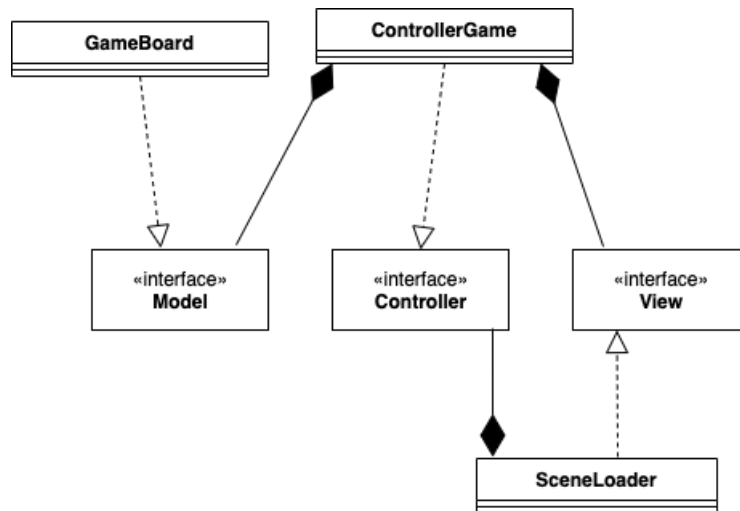 GameBoard
ControllerGame
«interface»
Model
«interface»
Controller
«interface»
View
SceneLoader